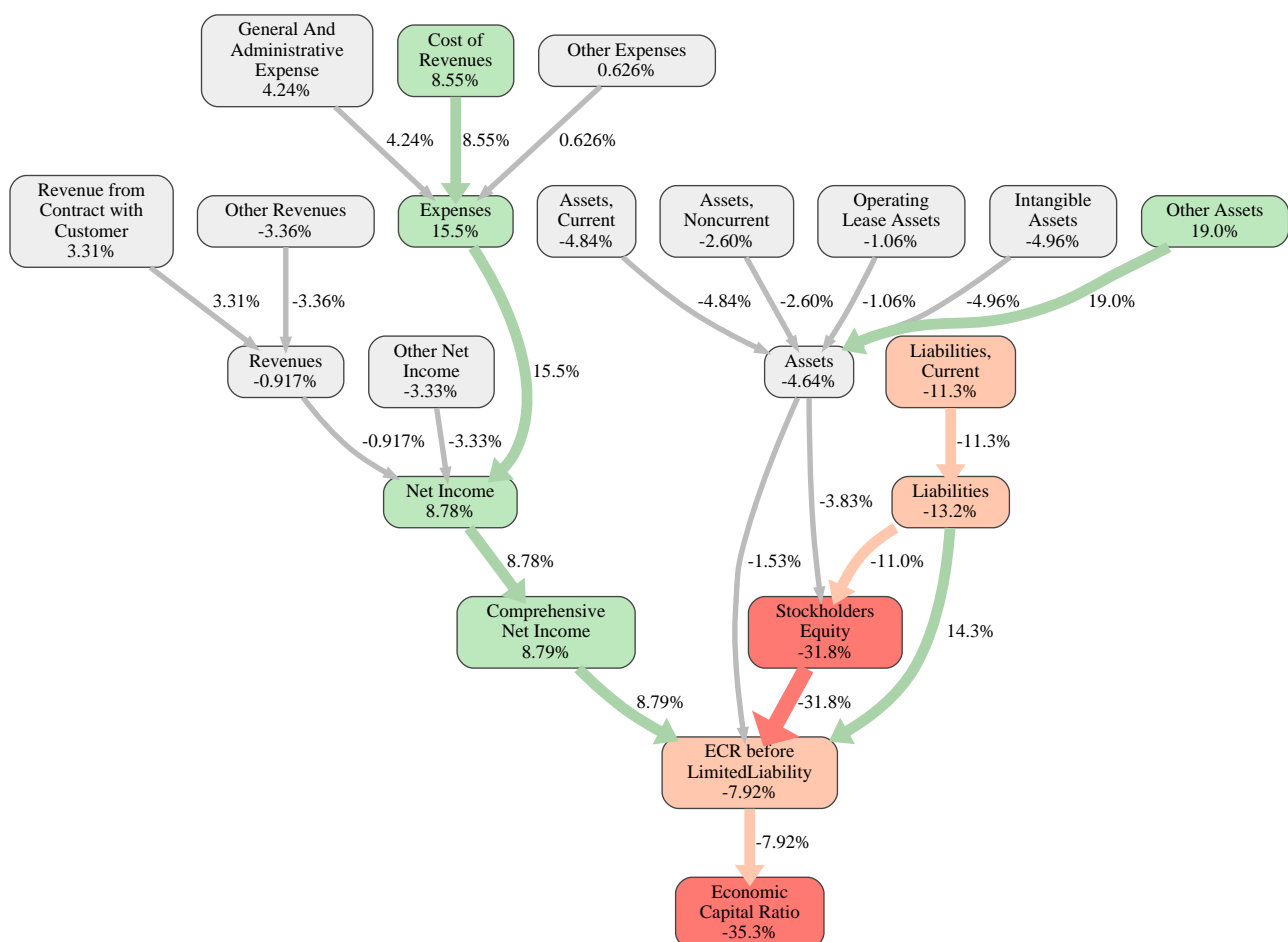 General And
Administrative
Expense
4.24%
Cost of
Revenues
8.55%
Other Expenses
0.626%
4.24%
8.55%
0.626%
Revenue from
Contract with
Customer
3.31%
Other Revenues
-3.36%
Expenses
15.5%
Assets,
Current
-4.84%
Assets,
Noncurrent
-2.60%
Operating
Lease Assets
-1.06%
Intangible
Assets
-4.96%
Other Assets
19.0%
3.31%
-3.36%
-4.84%
-2.60%
-1.06%
-4.96%
19.0%
Revenues
-0.917%
Other Net
Income
-3.33%
15.5%
Assets
-4.64%
Liabilities,
Current
-11.3%
-0.917%
-3.33%
-11.3%
Net Income
8.78%
-3.83%
Liabilities
-13.2%
8.78%
-1.53%
-11.0%
Comprehensive
Net Income
8.79%
Stockholders
Equity
-31.8%
14.3%
8.79%
-31.8%
ECR before
LimitedLiability
-7.92%
-7.92%
Economic
Capital Ratio
-35.3%